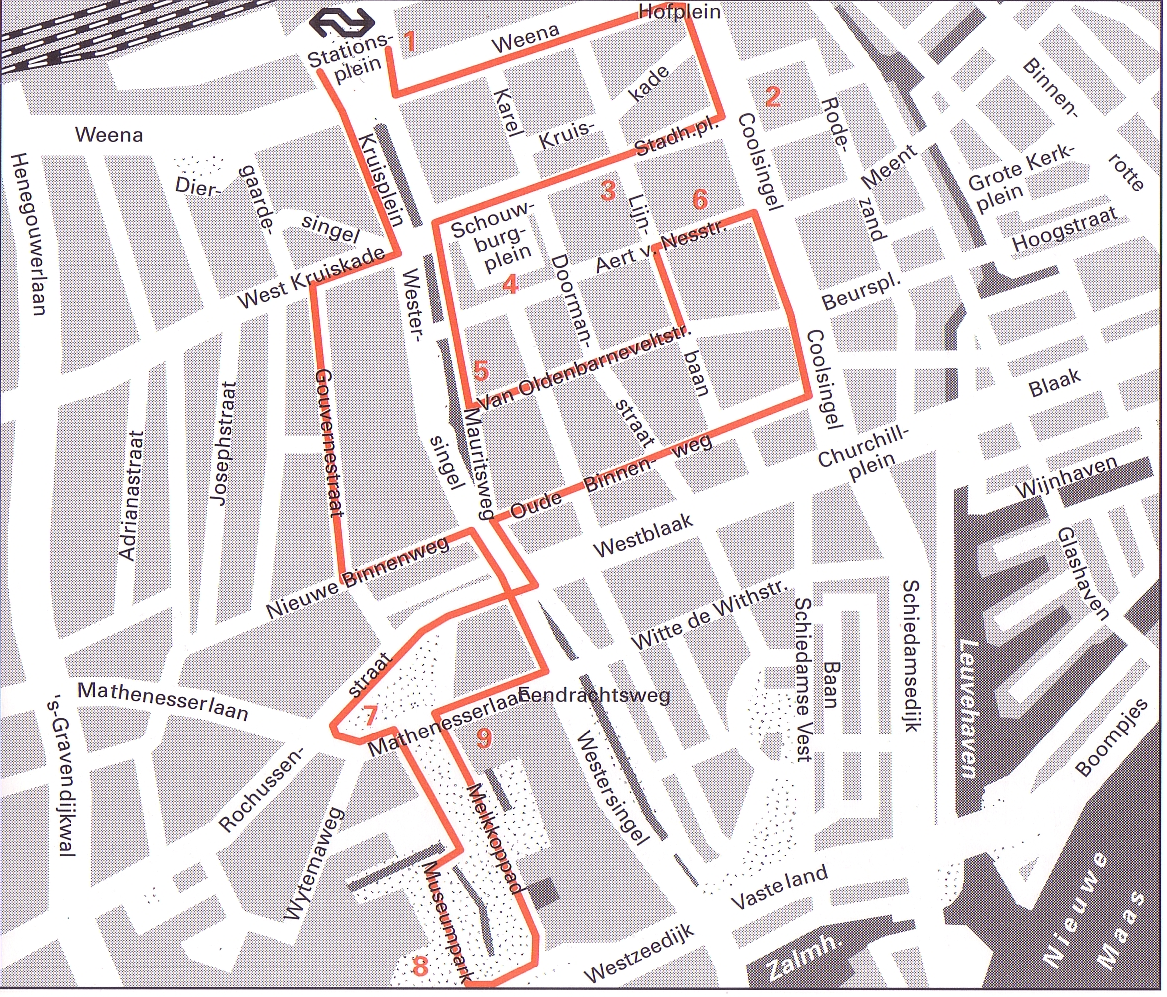 Hofplein
Stations-
plein
1
Weena
Weena
Karel
Kruis-
kade
2
Binnen-
rotte
Rode-
zand
Meent
Grote Kerk-
plein
Hoogstraat
Henegouwerlaan
Dier-
gaarde-
singel
Kruisplein
Stadh.pl.
Coolsingel
3
Lijn-
6
Schouw-
burg-
plein
4
Aert v. Nesstr.
Doorman-
West Kruiskade
Wester-
Beurspl.
Gouvernestraat
Josephstraat
Adrianastraat
5
Van Oldenbarneveltstr.
baan
Coolsingel
Blaak
straat
singel
Mauritsweg
Oude Binnen- weg
Churchill-
plein
Wijnhaven
Westblaak
Glashaven
Nieuwe Binnenweg
Witte de Withstr.
Schiedamse Vest
Baan
Schiedamsedijk
Leuvehaven
straat
Mathenesserlaan
7
Mathenesserlaan
Eendrachtsweg
9
's-Gravendijkwal
Rochussen-
Westersingel
Boompjes
Meikkoppad
Wytemaweg
Museumpark
Vasteland
8
Westzeedijk
Zalmh.
Nieuwe
Maas